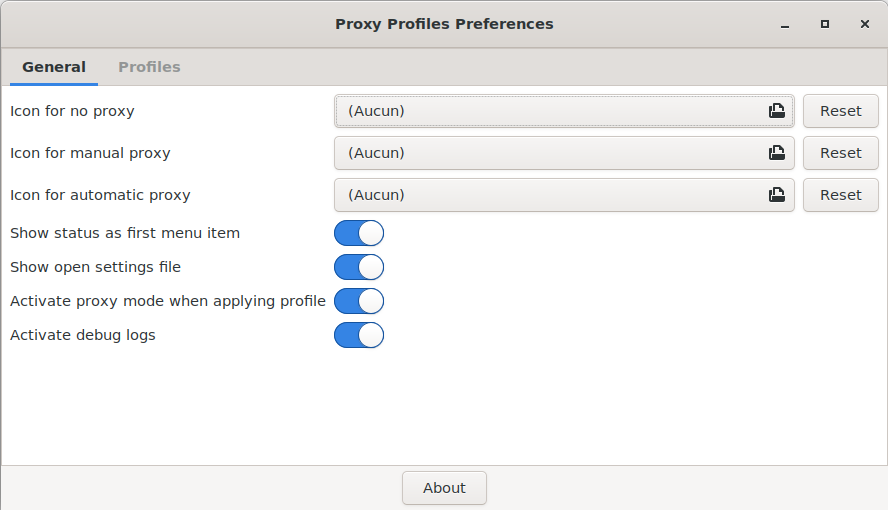 Proxy Profiles Preferences
General Profiles
Icon for no proxy (Aucun) Reset
Icon for manual proxy (Aucun) Reset
Icon for automatic proxy (Aucun) Reset
Show status as first menu item
Show open settings file
Activate proxy mode when applying profile
Activate debug logs
About